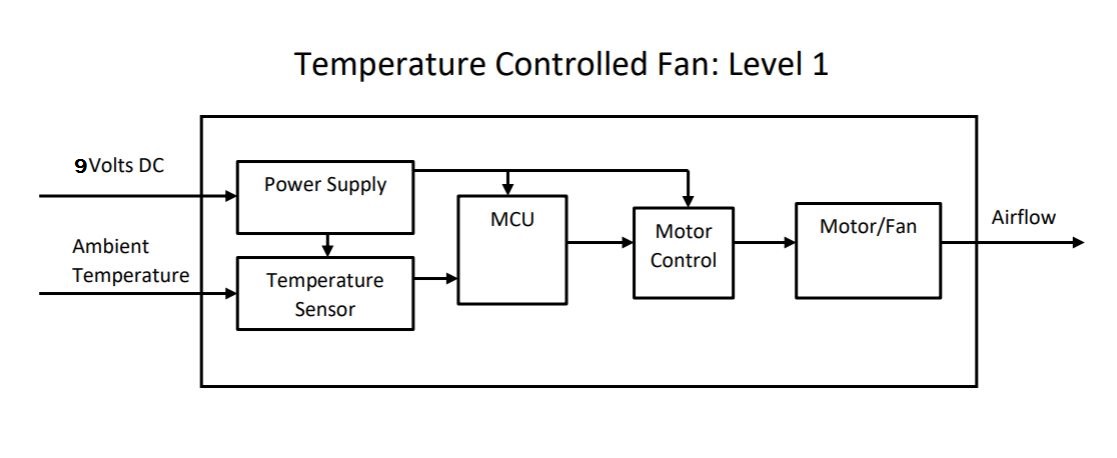 Temperature Controlled Fan: Level 1
9Volts DC
Power Supply
MCU
Motor
Control
Motor/Fan
Airflow
Ambient
Temperature
Temperature
Sensor